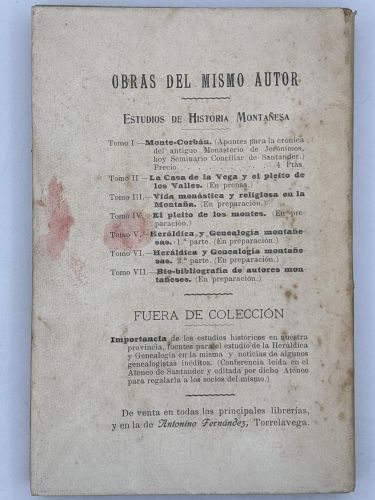 OBRAS DEL MISMO AUTOR
ESTUDIOS DE HISTORIA MONTAÑESA
Tomo I.—Monte-Corbán. (Apuntes para la crónica
del antiguo Monasterio de Jerónimos,
hoy Seminario Conciliar de Santander.)
Precio . . . 4 Ptas.
Tomo II.—La Casa de la Vega y el pleito de
los Valles. (En prensa.)
Tomo III.—Vida monástica y religiosa en la
Montaña. (En preparación.)
Tomo IV.—El pleito de los montes. (En pre-
paración.)
Tomo V.—Heráldica y Genealogía montañe-
sas. 1.ª parte. (En preparación.)
Tomo VI.—Heráldica y Genealogía montañe-
sas. 2.ª parte. (En preparación.)
Tomo VII.—Bio-bibliografía de autores mon-
tañeses. (En preparación.)
FUERA DE COLECCIÓN
Importancia de los estudios históricos en nuestra
provincia, fuentes para el estudio de la Heráldica
y Genealogía en la misma y noticias de algunos
genealogistas inéditos. (Conferencia leída en el
Ateneo de Santander y editada por dicho Ateneo
para regalarla a los socios del mismo.)
De venta en todas las principales librerías,
y en la de Antonino Fernández, Torrelavega.